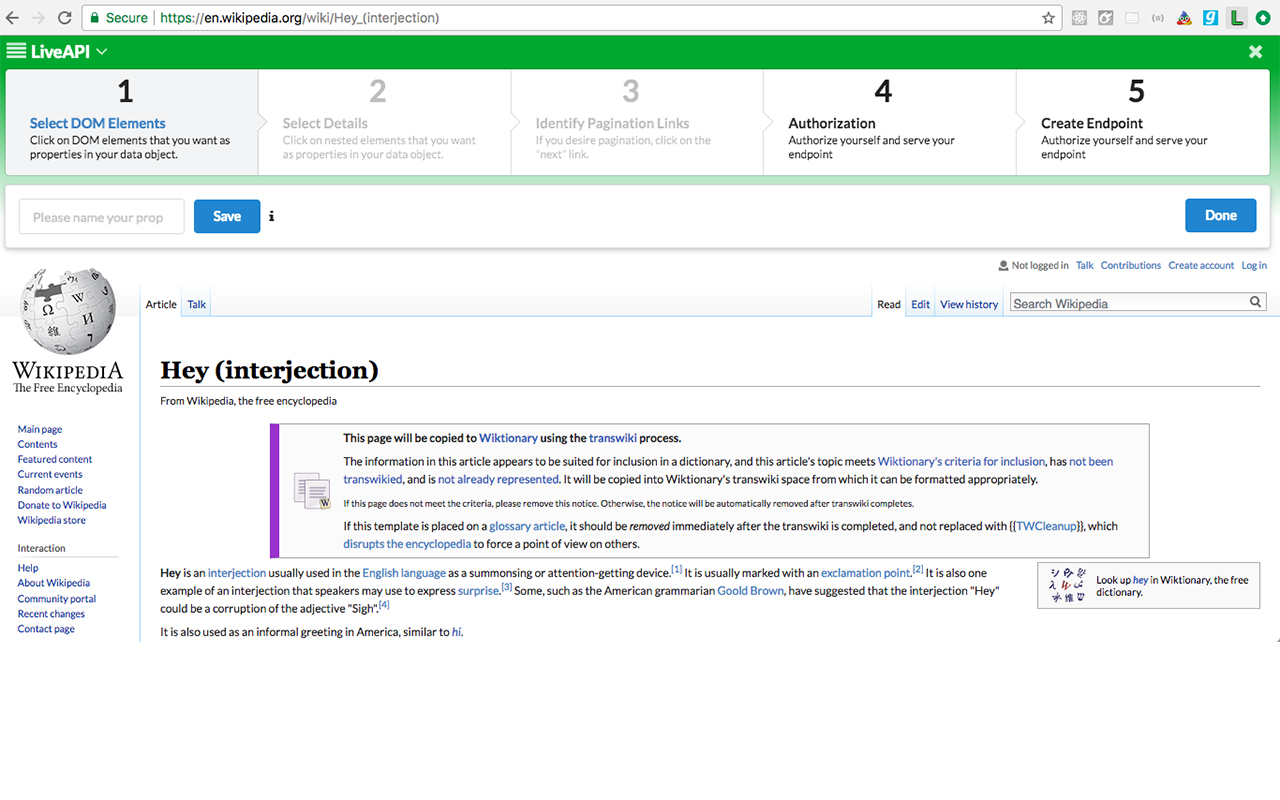 Secure https://en.wikipedia.org/wiki/Hey_(interjection)
LiveAPI
1
Select DOM Elements
Click on DOM elements that you want as
properties in your data object.
2
Select Details
Click on nested elements that you want
as properties in your data object.
3
Identify Pagination Links
If you desire pagination, click on the
"next" link.
4
Authorization
Authorize yourself and serve your
endpoint
5
Create Endpoint
Authorize yourself and serve your
endpoint
Please name your prop
Save
Done
Not logged in Talk Contributions Create account Log in
Article Talk
Read Edit View history Search Wikipedia
WIKIPEDIA
The Free Encyclopedia
Main page
Contents
Featured content
Current events
Random article
Donate to Wikipedia
Wikipedia store
Interaction
Help
About Wikipedia
Community portal
Recent changes
Contact page
Hey (interjection)
From Wikipedia, the free encyclopedia
This page will be copied to Wiktionary using the transwiki process.
The information in this article appears to be suited for inclusion in a dictionary, and this article's topic meets Wiktionary's criteria for inclusion, has not been
transwikied, and is not already represented. It will be copied into Wiktionary's transwiki space from which it can be formatted appropriately.
If this page does not meet the criteria, please remove this notice. Otherwise, the notice will be automatically removed after transwiki completes.
If this template is placed on a glossary article, it should be removed immediately after the transwiki is completed, and not replaced with {{TWCleanup}}, which
disrupts the encyclopedia to force a point of view on others.
Hey is an interjection usually used in the English language as a summonsing or attention-getting device.[1] It is usually marked with an exclamation point.[2] It is also one
example of an interjection that speakers may use to express surprise.[3] Some, such as the American grammarian Goold Brown, have suggested that the interjection "Hey"
could be a corruption of the adjective "Sigh".[4]
It is also used as an informal greeting in America, similar to hi.
Look up hey in Wiktionary, the free
dictionary.